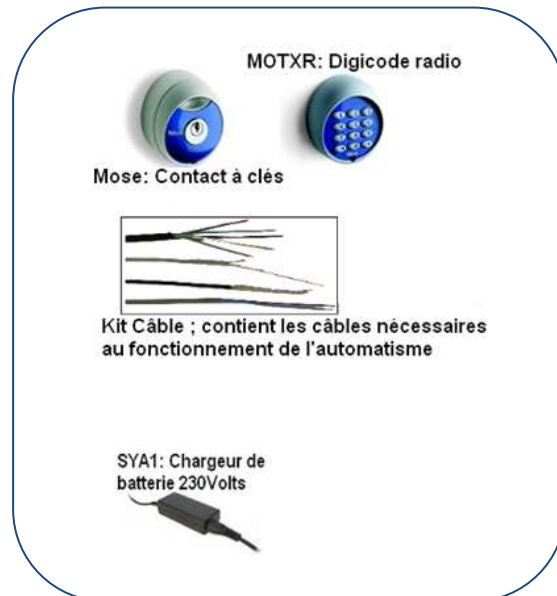 MOTXR: Digicode radio
Mose: Contact à clés
Kit Câble ; contient les câbles nécessaires
au fonctionnement de l'automatisme
SYA1: Chargeur de
batterie 230Volts